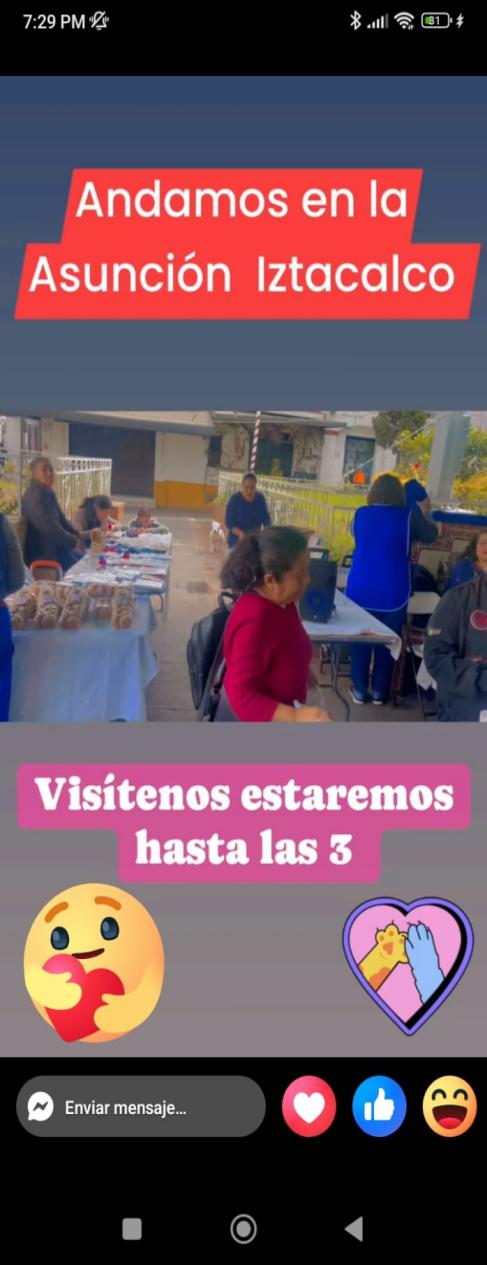 7:29 PM
81
Andamos en la
Asunción Iztacalco
Visítenos estaremos
hasta las 3
Enviar mensaje...